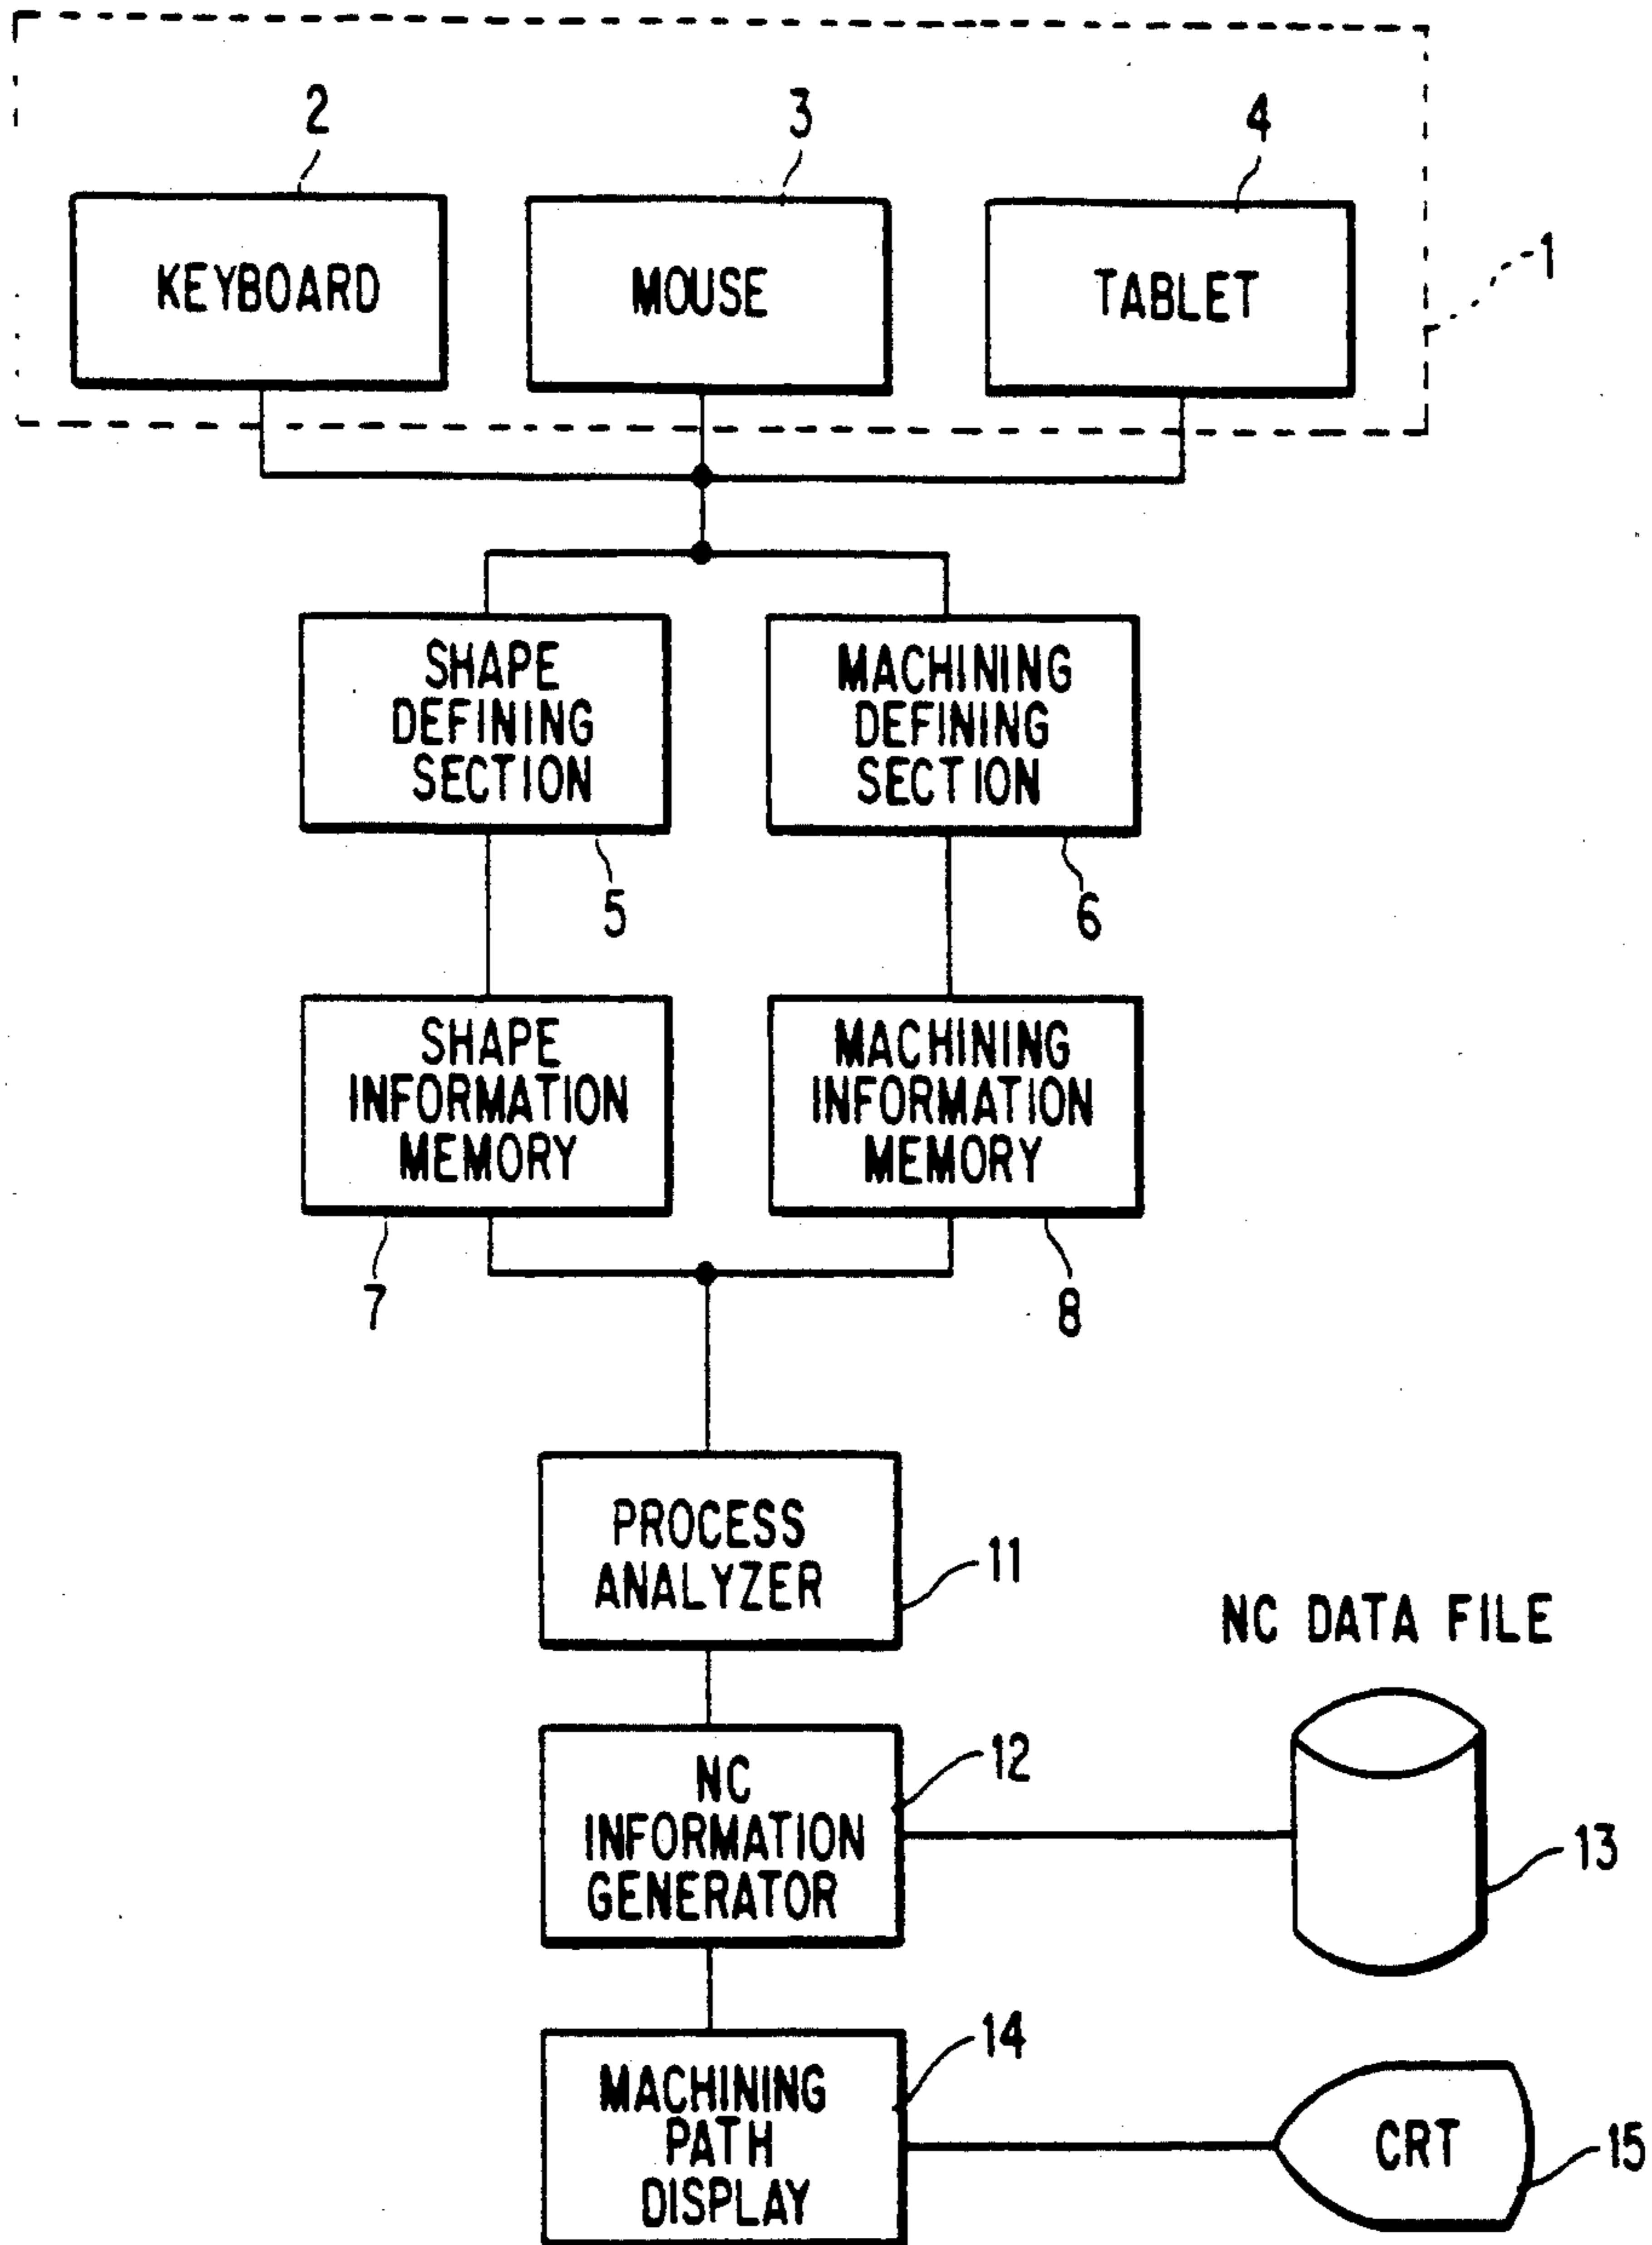 2
3
4
KEYBOARD
MOUSE
TABLET
1
SHAPE
DEFINING
SECTION
MACHINING
DEFINING
SECTION
5
6
SHAPE
INFORMATION
MEMORY
MACHINING
INFORMATION
MEMORY
7
8
PROCESS
ANALYZER
11
NC DATA FILE
NC
INFORMATION
GENERATOR
12
13
MACHINING
PATH
DISPLAY
14
CRT
15